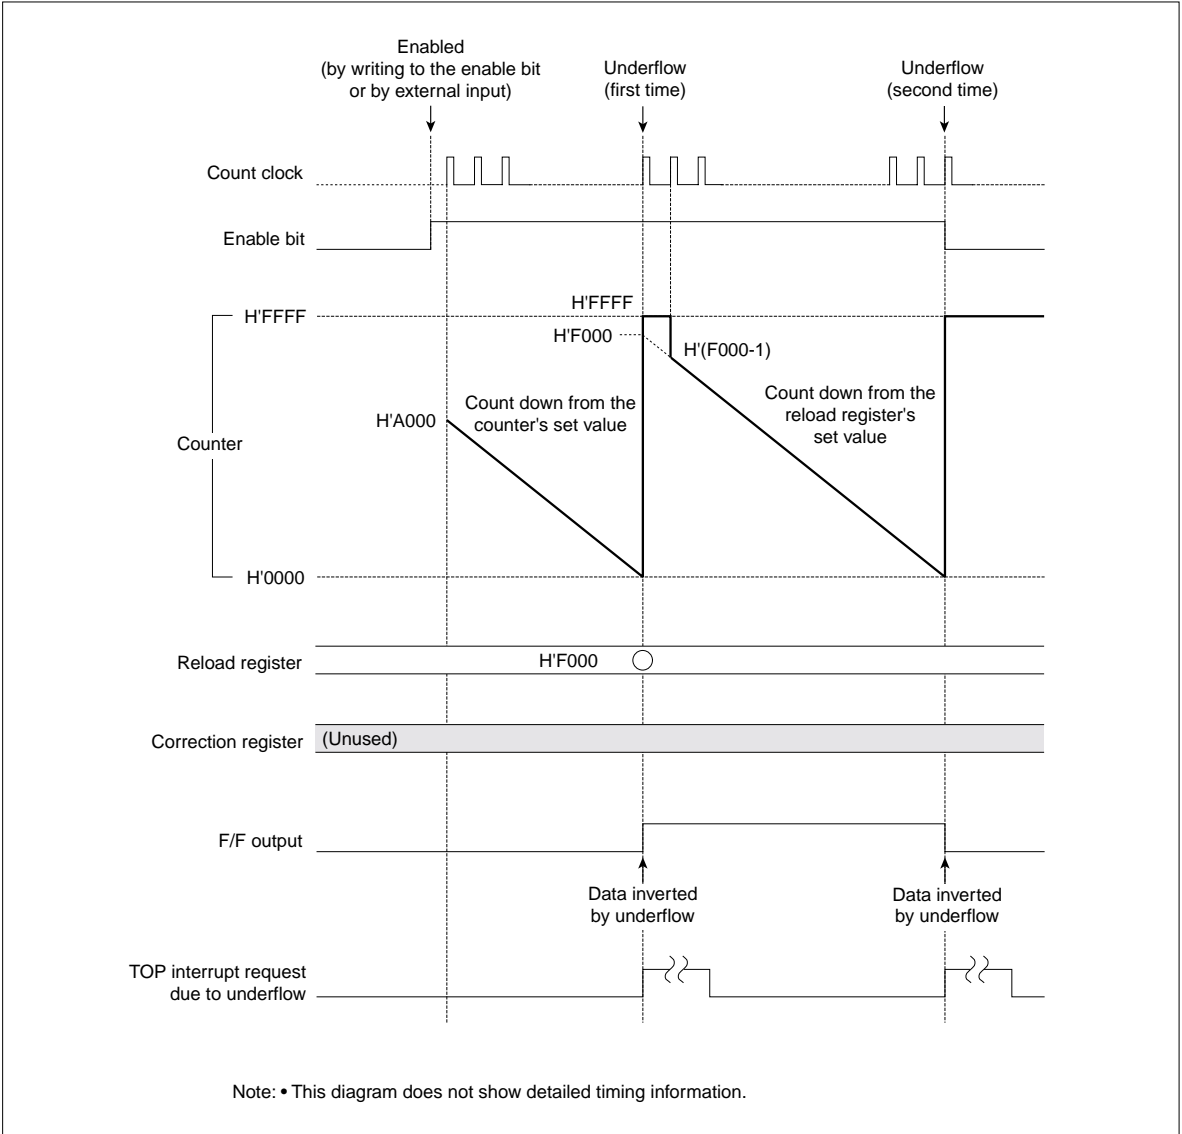 Enabled
(by writing to the enable bit
or by external input)
Underflow
(first time)
Underflow
(second time)
Count clock
Enable bit
H'FFFF
H'FFFF
H'F000
H'(F000-1)
Count down from the
counter's set value
Count down from the
reload register's
set value
H'A000
Counter
H'0000
Reload register
H'F000
Correction register
(Unused)
F/F output
Data inverted
by underflow
Data inverted
by underflow
TOP interrupt request
due to underflow
Note: • This diagram does not show detailed timing information.